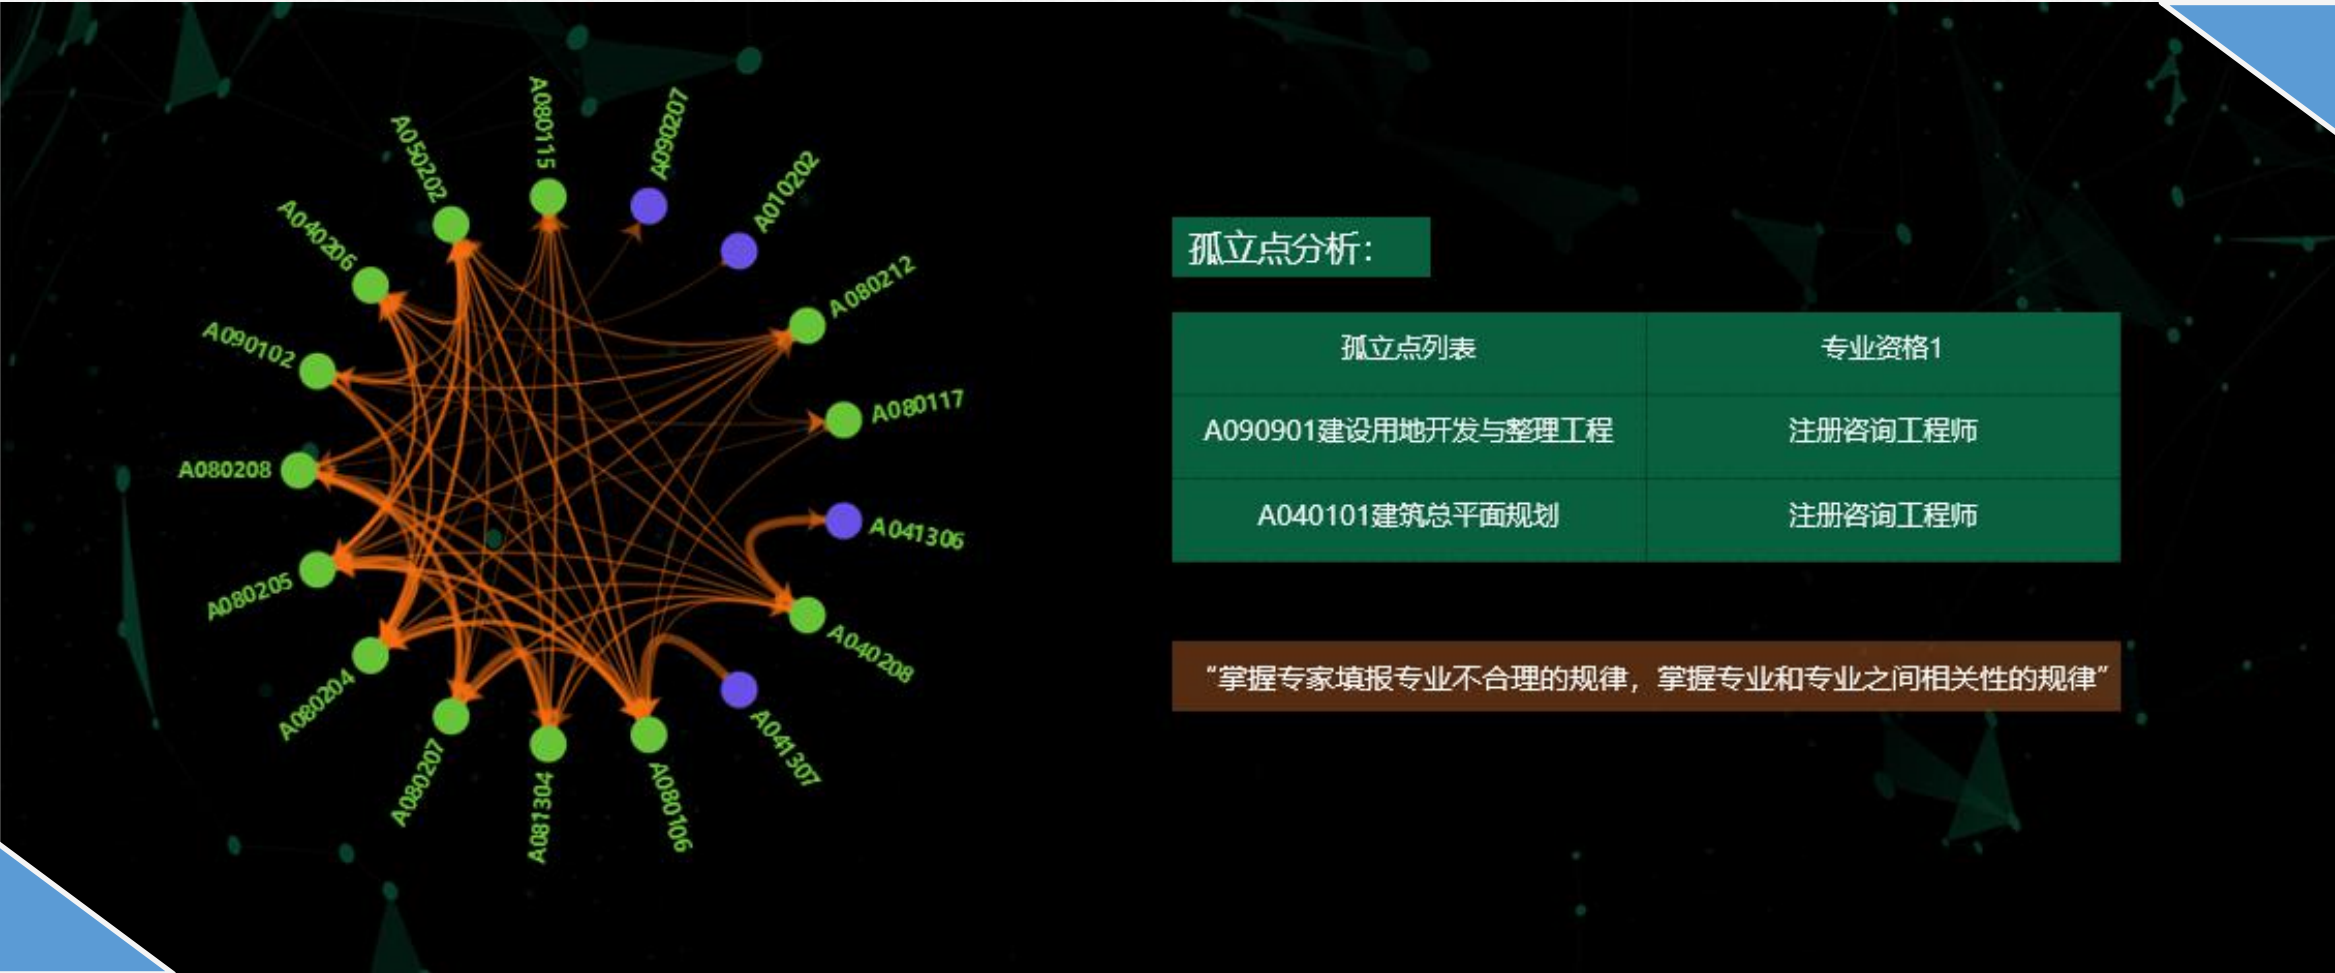 A080115
A090207
A050202
A010202
A040206
A080212
A090102
A080117
A080208
A041306
A080205
A040208
A080204
A041307
A080207
A081304
A080106
孤立点分析：
孤立点列表 专业资格1
A090901建设用地开发与整理工程 注册咨询工程师
A040101建筑总平面规划 注册咨询工程师
“掌握专家填报专业不合理的规律，掌握专业和专业之间相关性的规律”